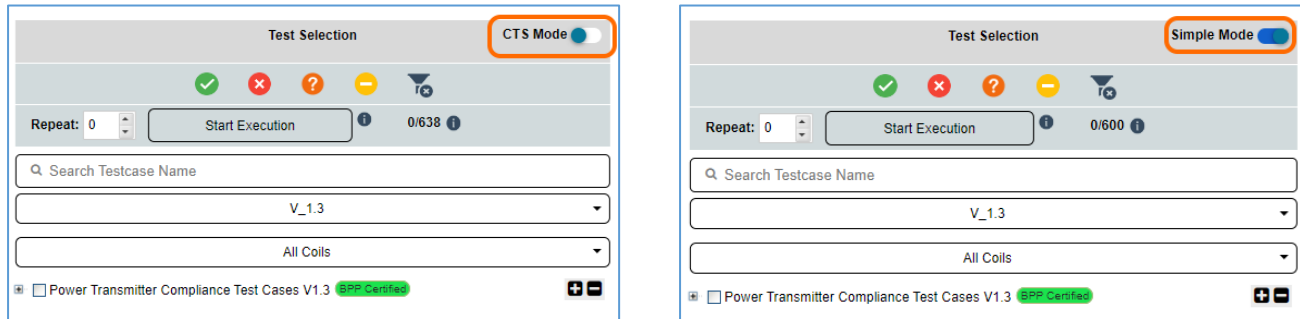 Test Selection
CTS Mode
Repeat: 0
Start Execution
0/638
Search Testcase Name
V_1.3
All Coils
Power Transmitter Compliance Test Cases V1.3 BPP Certified
Test Selection
Simple Mode
Repeat: 0
Start Execution
0/600
Search Testcase Name
V_1.3
All Coils
Power Transmitter Compliance Test Cases V1.3 BPP Certified